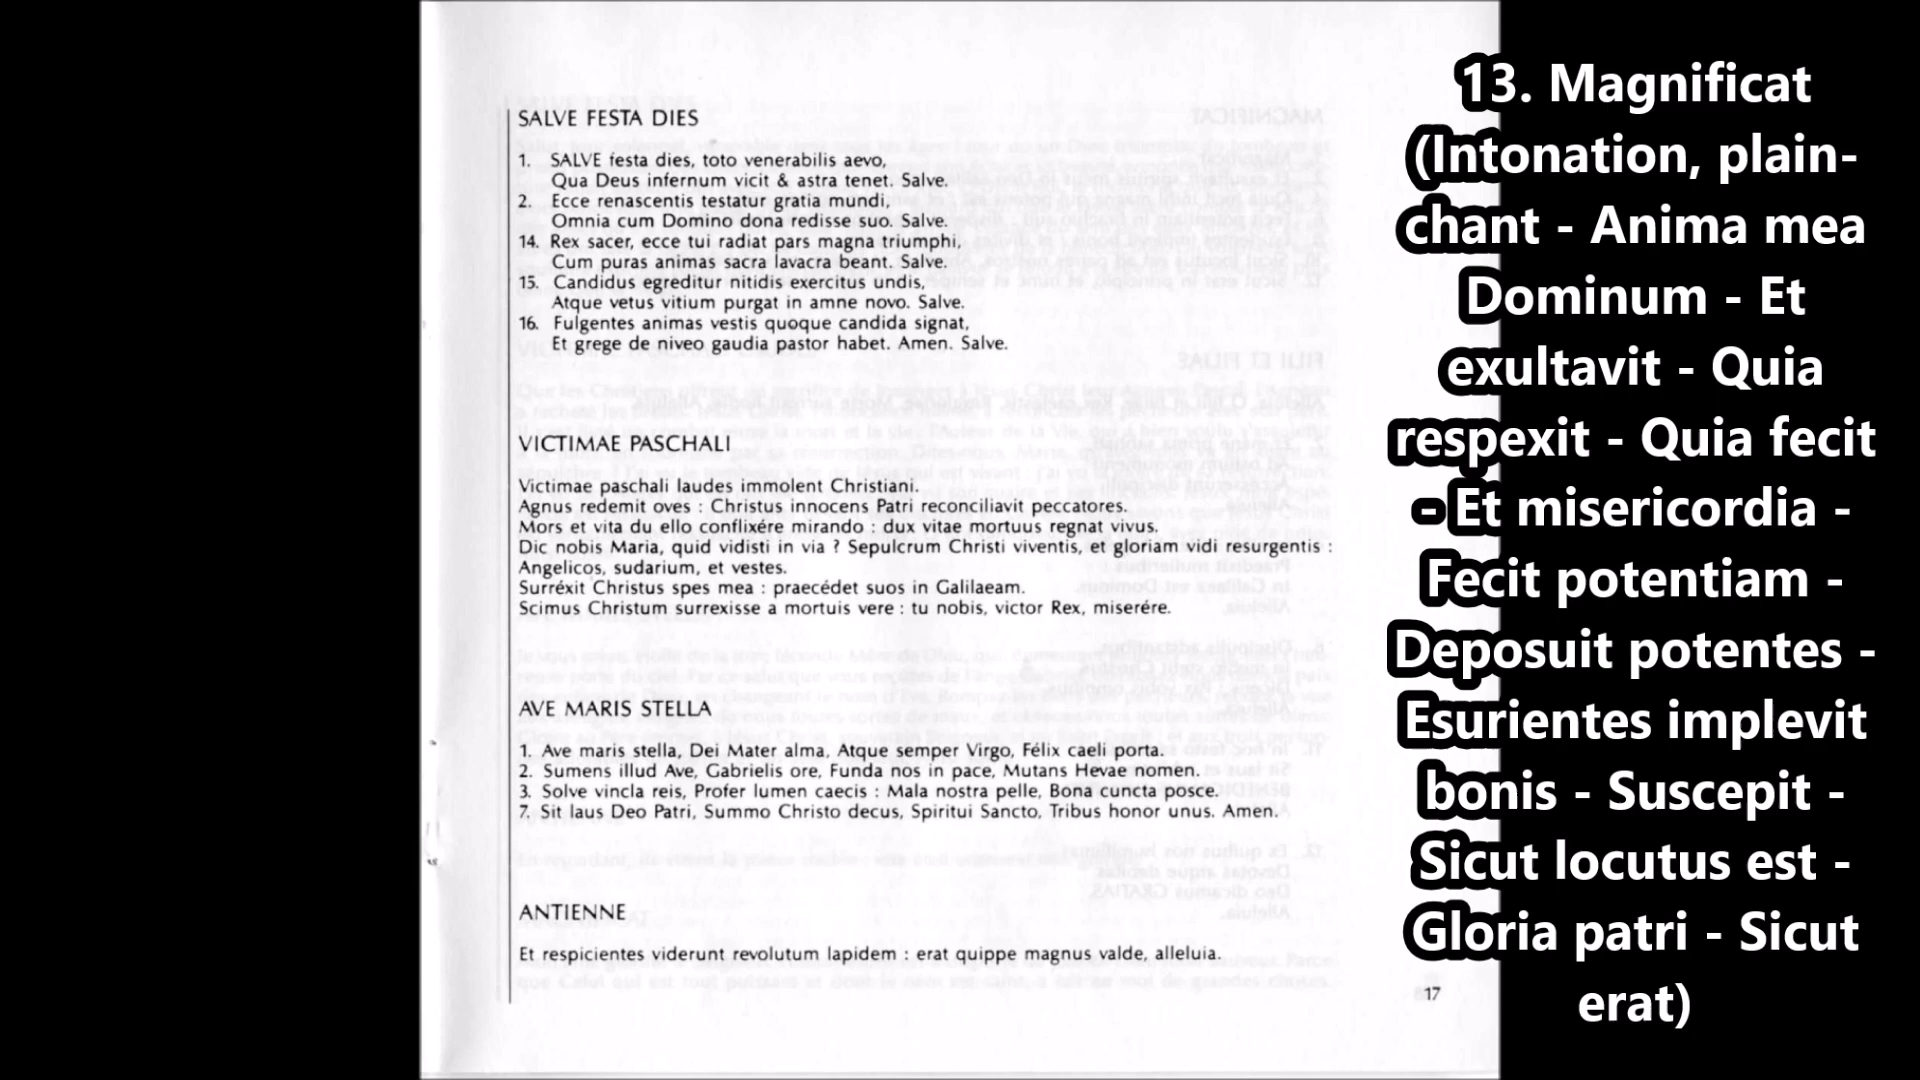 SALVE FESTA DIES
1. SALVE festa dies, toto venerabilis aevo,
Qua Deus infernum vicit & astra tenet. Salve.
2. Ecce renascentis testatur gratia mundi,
Omnia cum Domino dona redisse suo. Salve.
14. Rex sacer, ecce tui radiat pars magna triumphi,
Cum puras animas sacra lavacra beant. Salve.
15. Candidus egreditur nitidis exercitus undis,
Atque vetus vitium purgat in amne novo. Salve.
16. Fulgentes animas vestis quoque candida signat,
Et grege de niveo gaudia pastor habet. Amen. Salve.
VICTIMAE PASCHALI
Victimae paschali laudes immolent Christiani.
Agnus redemit oves : Christus innocens Patri reconciliavit peccatores.
Mors et vita du ello conflixére mirando : dux vitae mortuus regnat vivus.
Dic nobis Maria, quid vidisti in via ? Sepulcrum Christi viventis, et gloriam vidi resurgentis :
Angelicos, sudarium, et vestes.
Surréxit Christus spes mea : praecédet suos in Galilaeam.
Scimus Christum surrexisse a mortuis vere : tu nobis, victor Rex, miserére.
AVE MARIS STELLA
1. Ave maris stella, Dei Mater alma, Atque semper Virgo, Félix caeli porta.
2. Sumens illud Ave, Gabrielis ore, Funda nos in pace, Mutans Hevae nomen.
3. Solve vincla reis, Profer lumen caecis : Mala nostra pelle, Bona cuncta posce.
7. Sit laus Deo Patri, Summo Christo decus, Spiritui Sancto, Tribus honor unus. Amen.
ANTIENNE
Et respicientes viderunt revolutum lapidem : erat quippe magnus valde, alleluia.
17
13. Magnificat
(Intonation, plain-
chant - Anima mea
Dominum - Et
exultavit - Quia
respexit - Quia fecit
- Et misericordia -
Fecit potentiam -
Deposuit potentes -
Esurientes implevit
bonis - Suscepit -
Sicut locutus est -
Gloria patri - Sicut
erat)